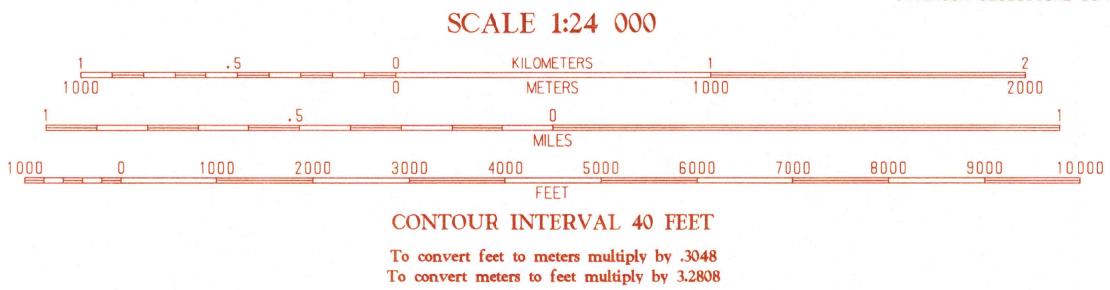 SCALE 1:24 000
1 .5 0 KILOMETERS 1 2
1000 0 METERS 1000 2000
1 .5 0 1
MILES
1000 0 1000 2000 3000 4000 5000 6000 7000 8000 9000 10000
FEET
CONTOUR INTERVAL 40 FEET
To convert feet to meters multiply by .3048
To convert meters to feet multiply by 3.2808